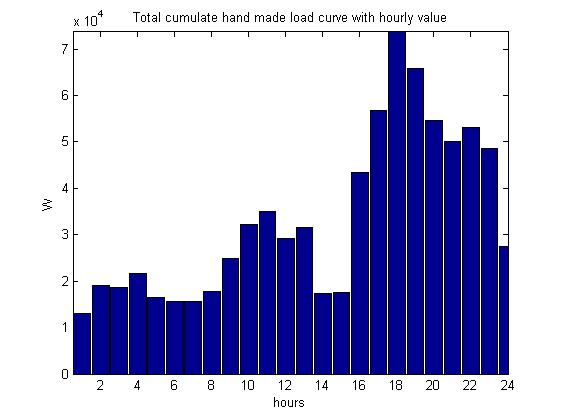 Total cumulate hand made load curve with hourly value
x 10^4
7
6
5
4
3
2
1
0
W
2 4 6 8 10 12 14 16 18 20 22 24
hours